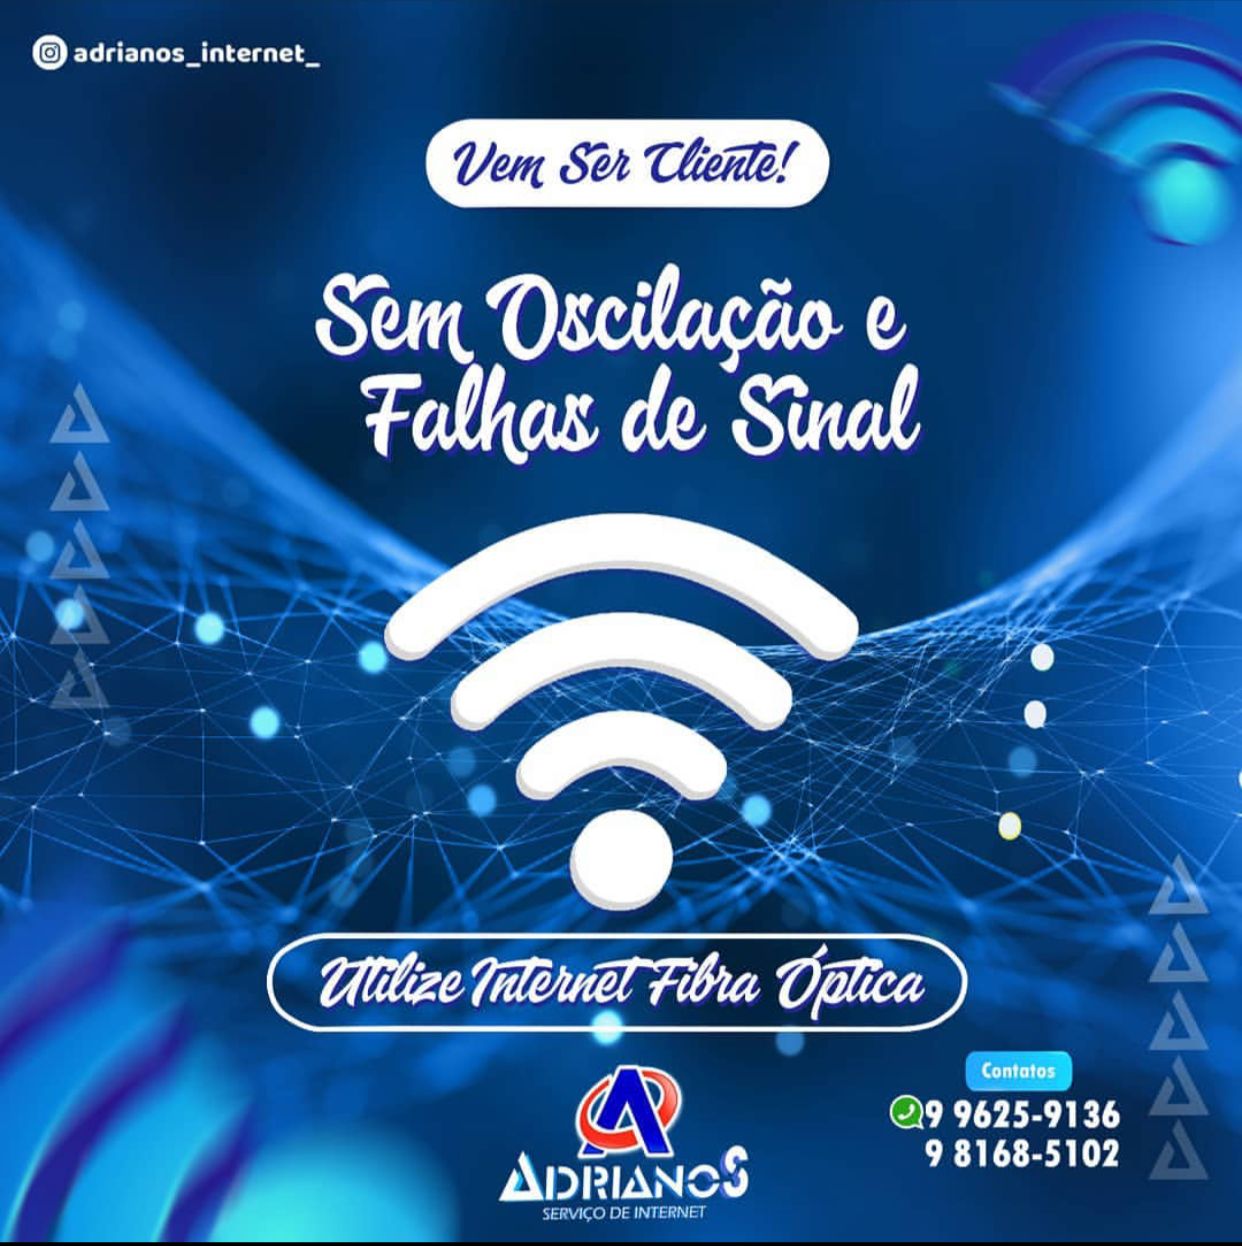 adrianos_internet_
Vem Ser Cliente!
Sem Oscilação e
Falhas de Sinal
Utilize Internet Fibra Óptica
Contatos
9 9625-9136
9 8168-5102
ADRIANOS
SERVIÇO DE INTERNET